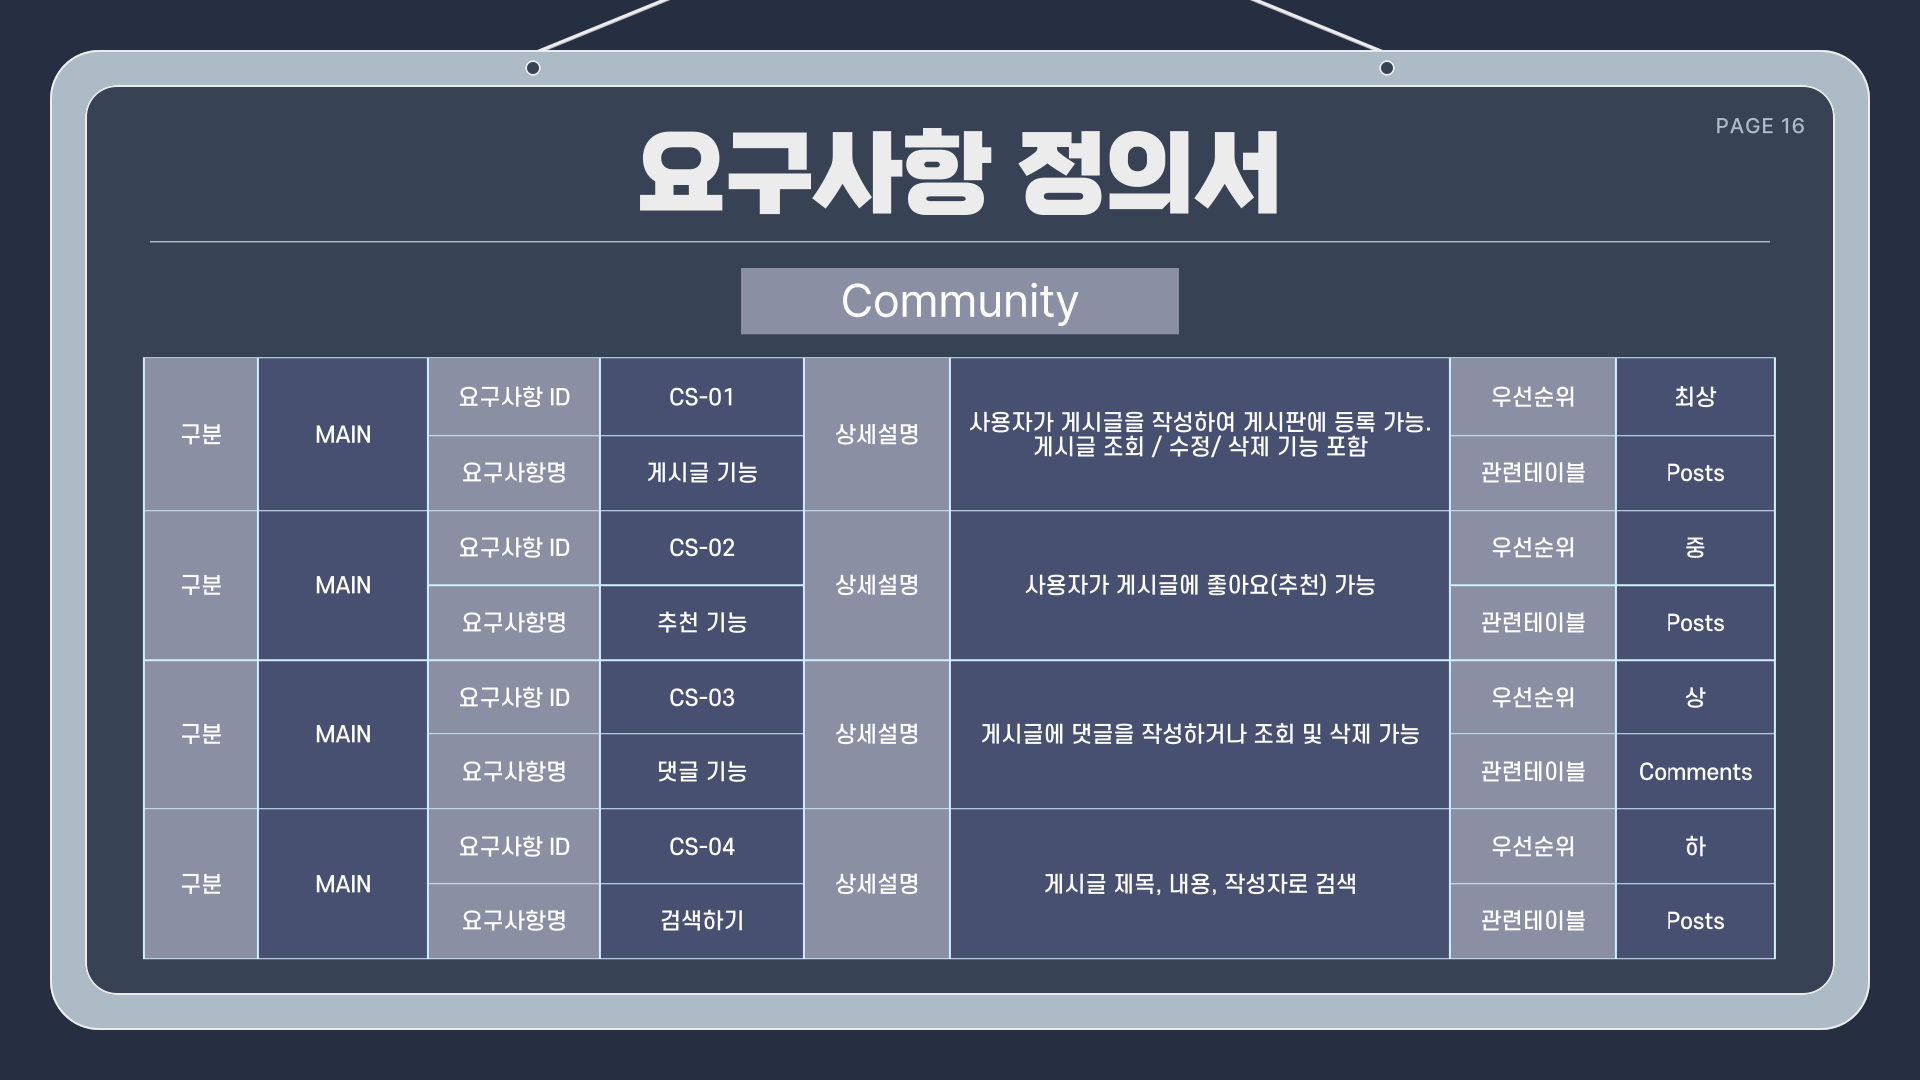 PAGE 16
요구사항 정의서
Community
구분
MAIN
요구사항 ID
CS-01
상세설명
사용자가 게시글을 작성하여 게시판에 등록 가능.
게시글 조회 / 수정/ 삭제 기능 포함
우선순위
최상
요구사항명
게시글 기능
관련테이블
Posts
구분
MAIN
요구사항 ID
CS-02
상세설명
사용자가 게시글에 좋아요(추천) 가능
우선순위
중
요구사항명
추천 기능
관련테이블
Posts
구분
MAIN
요구사항 ID
CS-03
상세설명
게시글에 댓글을 작성하거나 조회 및 삭제 가능
우선순위
상
요구사항명
댓글 기능
관련테이블
Comments
구분
MAIN
요구사항 ID
CS-04
상세설명
게시글 제목, 내용, 작성자로 검색
우선순위
하
요구사항명
검색하기
관련테이블
Posts